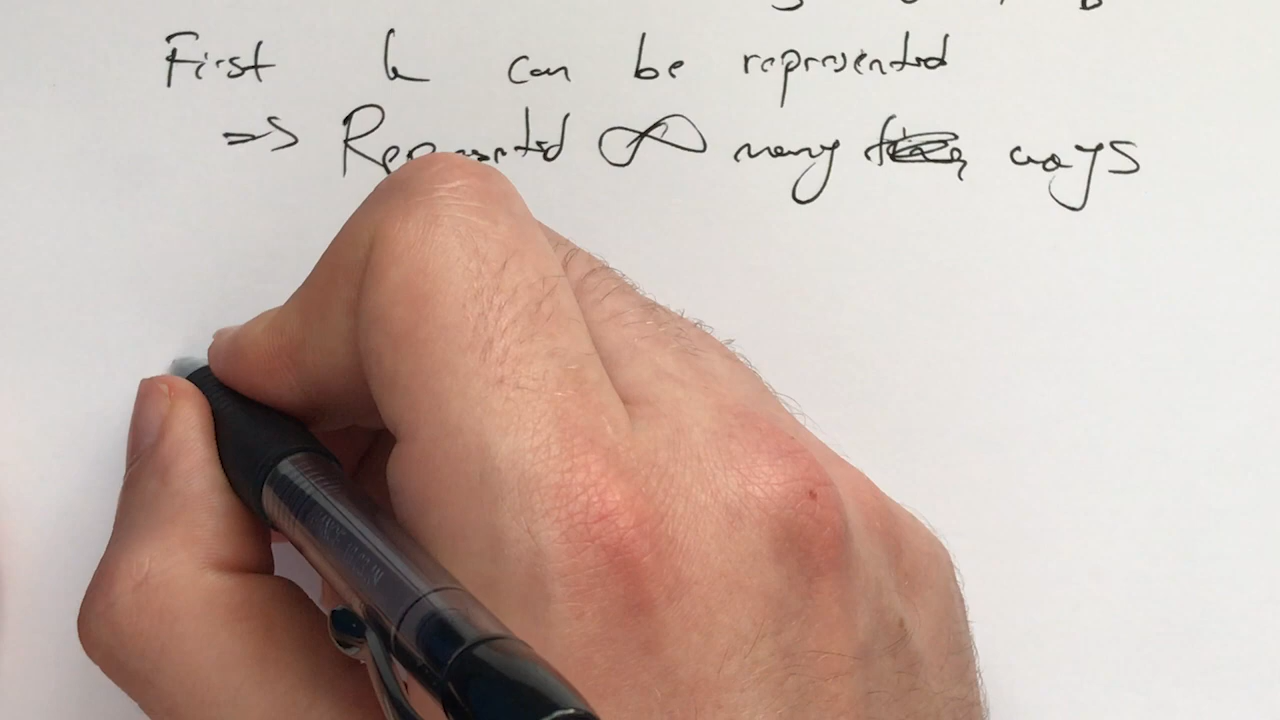 First k can be represented
=> Represented ∞ many ways